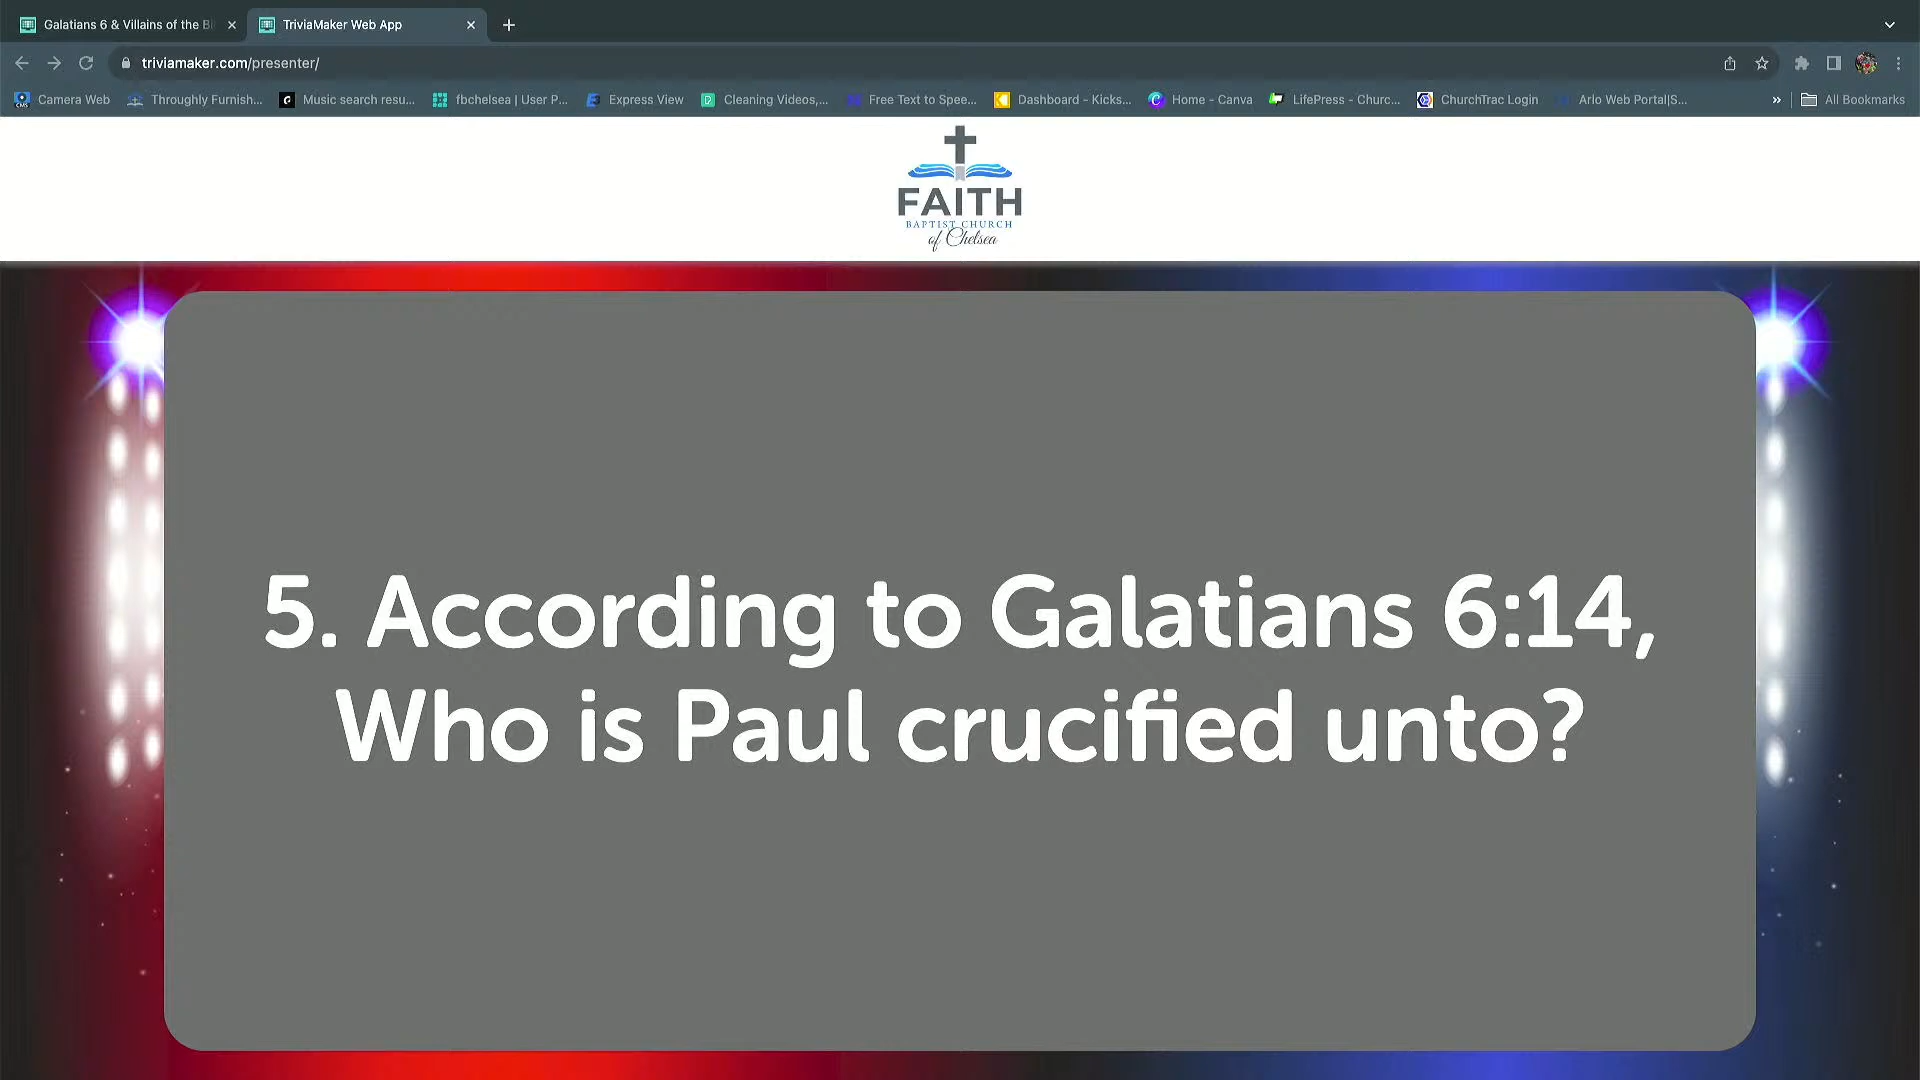 Galatians 6 & Villains of the Bi
TriviaMaker Web App
triviamaker.com/presenter/
Camera Web
Throughly Furnish...
Music search resu...
fbchelsea | User P...
Express View
Cleaning Videos,...
Free Text to Spee...
Dashboard - Kicks...
Home - Canva
LifePress - Churc...
ChurchTrac Login
Arlo Web Portal|S...
All Bookmarks
FAITH
BAPTIST CHURCH
of Chelsea
5. According to Galatians 6:14,
Who is Paul crucified unto?